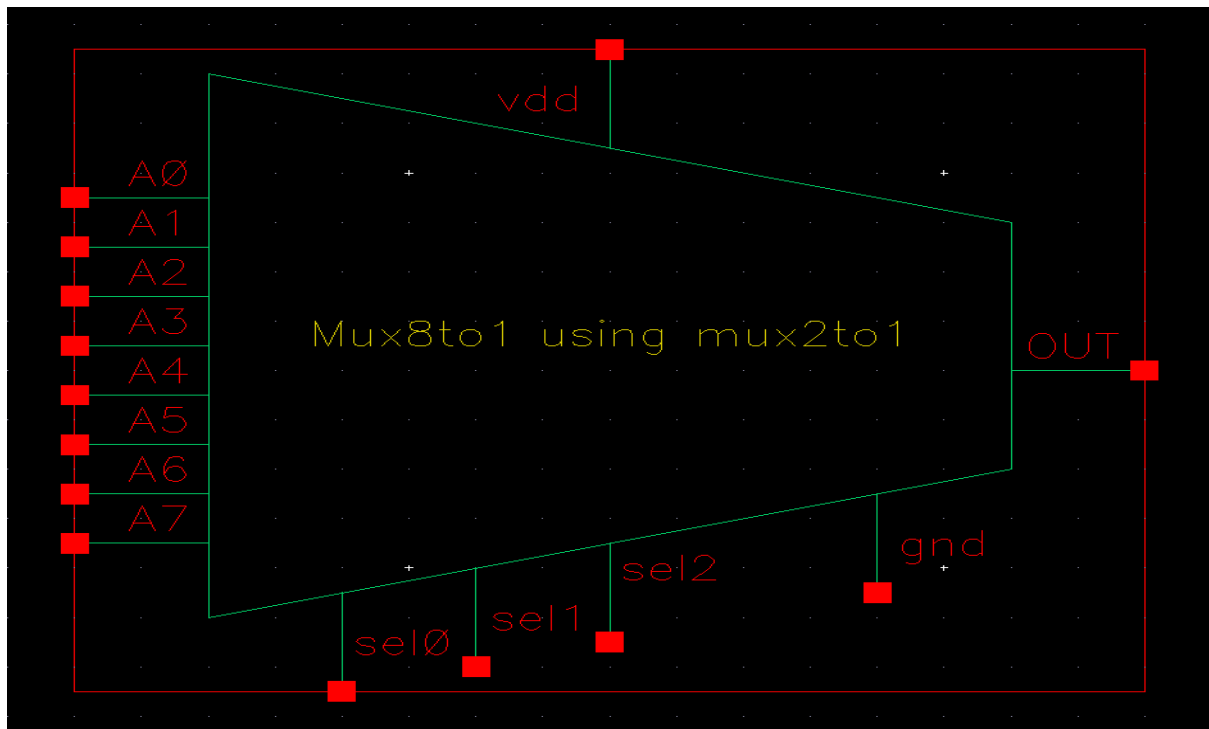 vdd
A0
A1
A2
A3
Mux8to1 using mux2to1
OUT
A4
A5
A6
A7
gnd
sel2
sel1
sel0